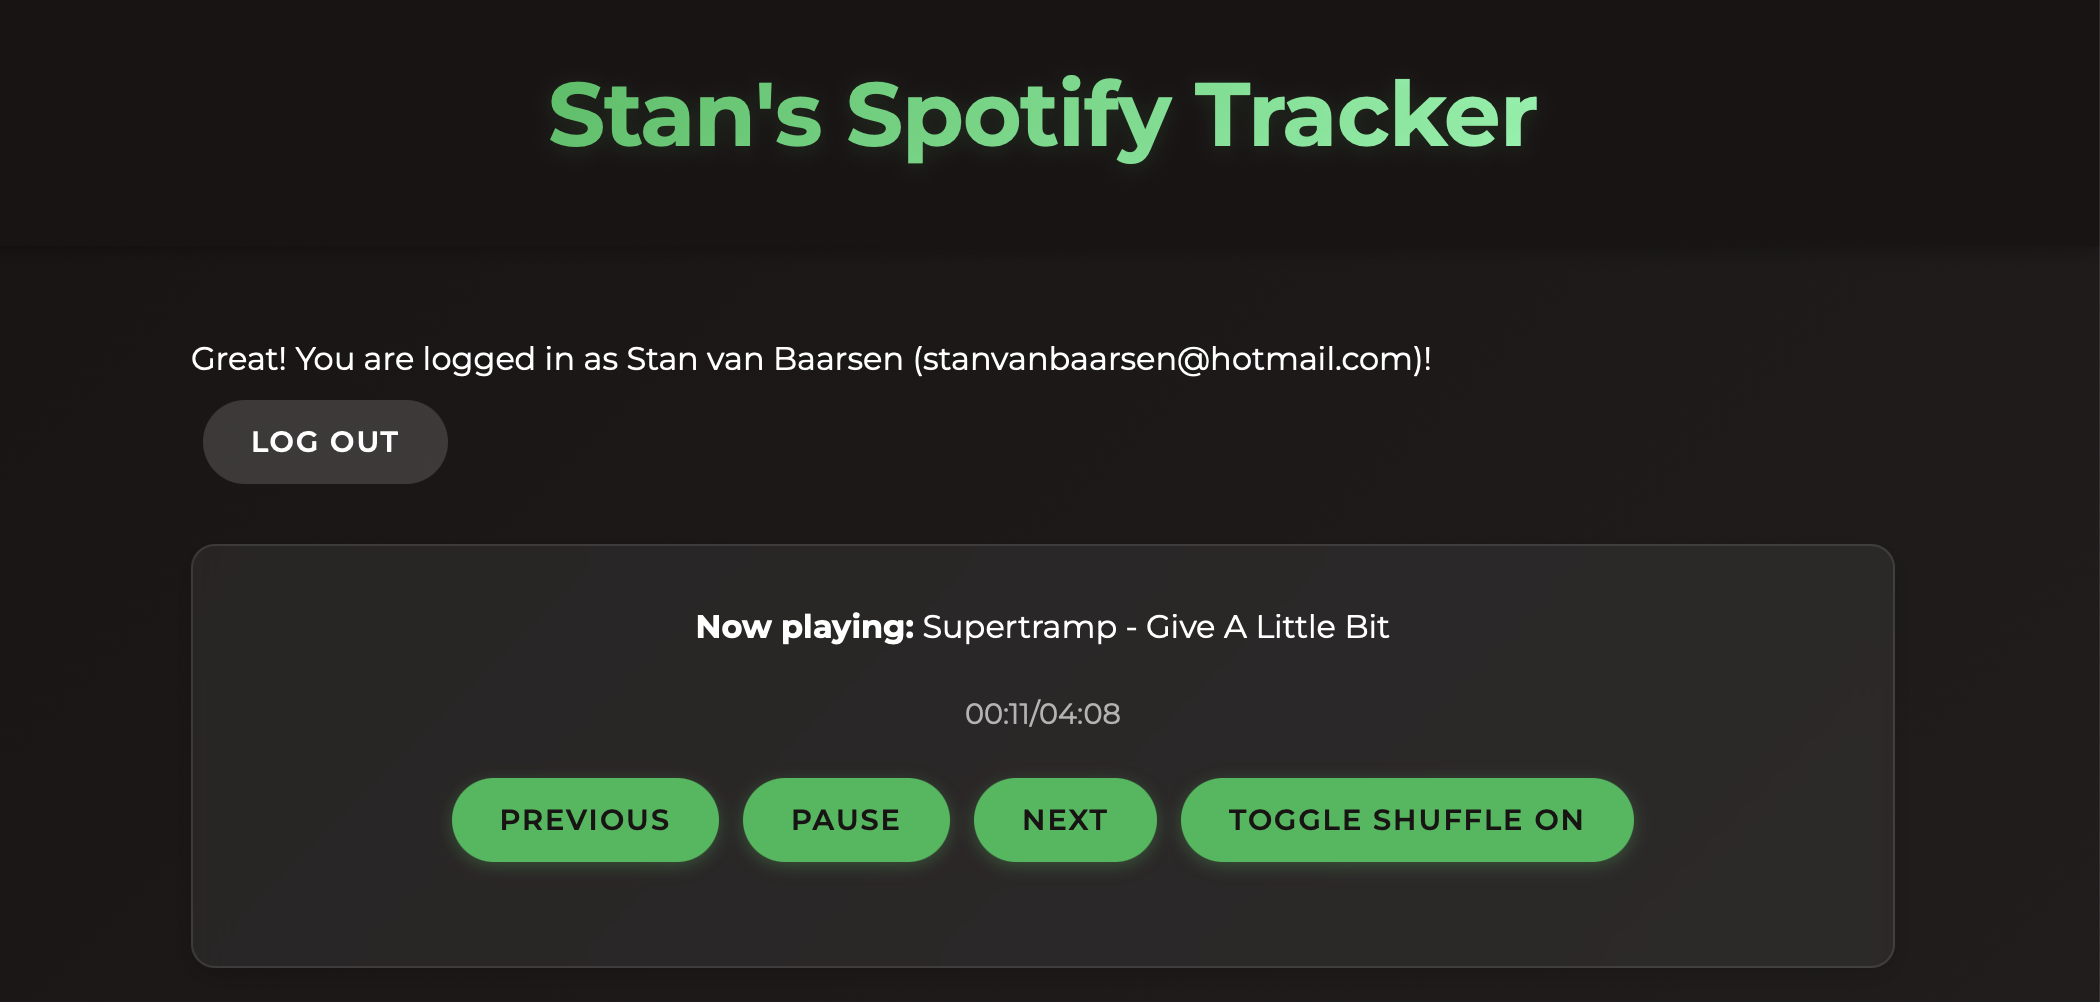 Stan's Spotify Tracker
Great! You are logged in as Stan van Baarsen (stanvanbaarsen@hotmail.com)!
LOG OUT
Now playing: Supertramp - Give A Little Bit
00:11/04:08
PREVIOUS PAUSE NEXT TOGGLE SHUFFLE ON